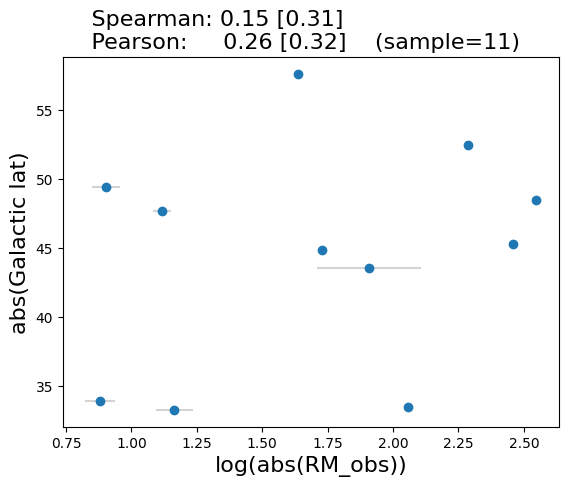 Spearman: 0.15 [0.31]
Pearson: 0.26 [0.32] (sample=11)
55
50
45
40
35
abs(Galactic lat)
0.75 1.00 1.25 1.50 1.75 2.00 2.25 2.50
log(abs(RM_obs))